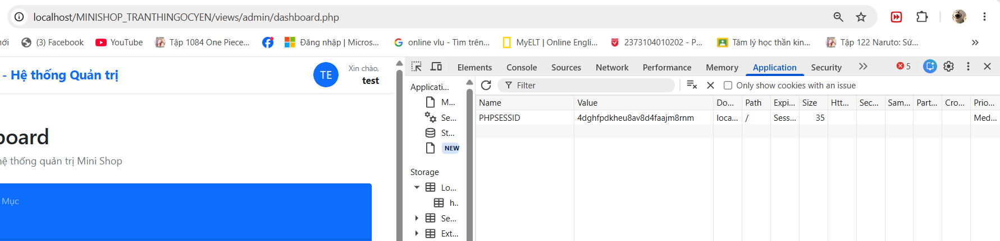 localhost/MINISHOP_TRANTHINGOCYEN/views/admin/dashboard.php
ới (3) Facebook YouTube Tập 1084 One Piece... Đăng nhập | Micros... online vlu - Tìm trên... MyELT | Online Engli... 2373104010202 - P... Tâm lý học thần kin... Tập 122 Naruto: Sứ...
- Hệ thống Quản trị
TE
Xin chào,
test
board
hệ thống quản trị Mini Shop
Mục
Elements Console Sources Network Performance Memory Application Security 5
Applicati...
M...
Se...
St...
NEW
Storage
Lo...
h..
Se...
Ext...
Filter Only show cookies with an issue
Name Value Do... Path Expi... Size Htt... Sec... Sam... Part... Cro... Prio...
PHPSESSID 4dghfpdkheu8av8d4faajm8rnm loca... / Sess... 35 Med...